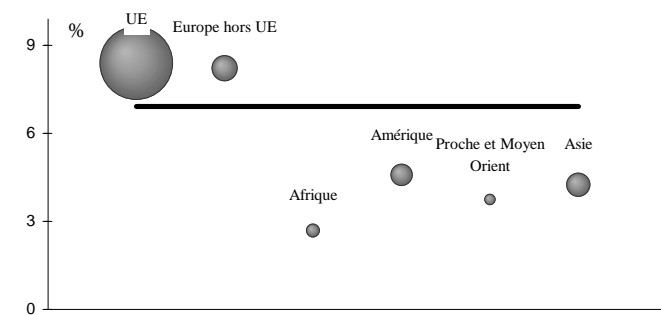 UE
%
Europe hors UE
9
6
Amérique
Proche et Moyen
Orient
Asie
Afrique
3
0